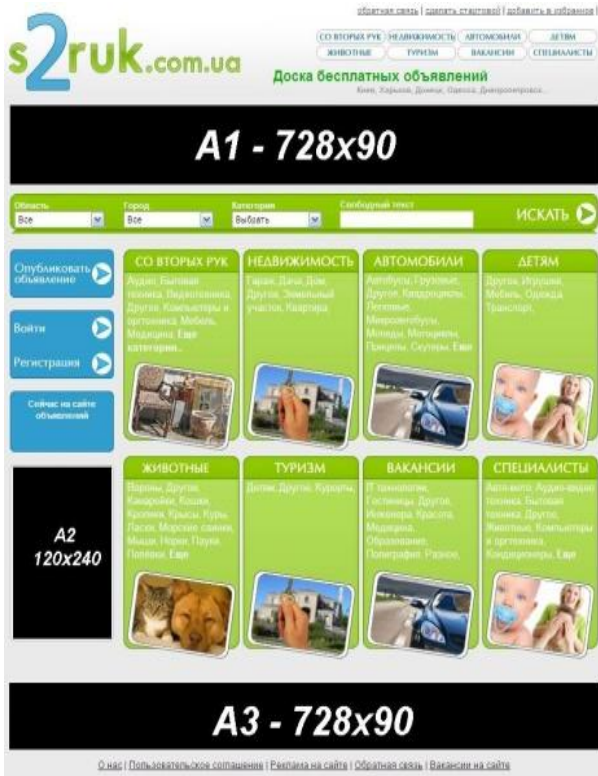 обратная связь | сделать стартовой | добавить в избранное |
s2ruk.com.ua
СО ВТОРЫХ РУК НЕДВИЖИМОСТЬ АВТОМОБИЛИ ДЕТЯМ
ЖИВОТНЫЕ ТУРИЗМ ВАКАНСИИ СПЕЦИАЛИСТЫ
Доска бесплатных объявлений
Киев, Харьков, Донецк, Одесса, Днепропетровск...
A1 - 728x90
Область Город Категория Свободный текст
Все Все Выбрать ИСКАТЬ
Опубликовать
объявление
Войти
Регистрация
Сейчас на сайте
объявлений
A2
120x240
СО ВТОРЫХ РУК
Аудио, Бытовая
техника, Видеотехника,
Другое, Компьютеры и
оргтехника, Мебель,
Медицина, Еще
категории..
НЕДВИЖИМОСТЬ
Гараж, Дача, Дом,
Другое, Земельный
участок, Квартира,
АВТОМОБИЛИ
Автобусы, Грузовые,
Другое, Квадроциклы,
Легковые,
Микроавтобусы,
Мопеды, Мотоциклы,
Прицепы, Скутеры, Еще
ДЕТЯМ
Другое, Игрушки,
Мебель, Одежда,
Транспорт,
ЖИВОТНЫЕ
Вороны, Другое,
Канарейки, Кошки,
Кролики, Крысы, Куры,
Ласки, Морские свинки,
Мыши, Норки, Пауки,
Полевки, Еще
ТУРИЗМ
Другое, Курорты,
ВАКАНСИИ
IT технологии,
Гостиницы, Другое,
Инженера, Красота,
Медицина,
Образование,
Полиграфия, Разное,
СПЕЦИАЛИСТЫ
Авто-мото, Аудио-видео
техника, Бытовая
техника, Другое,
Животные, Компьютеры
и оргтехника,
Кондиционеры, Еще
A3 - 728x90
О нас | Пользовательское соглашение | Реклама на сайте | Обратная связь | Вакансии на сайте